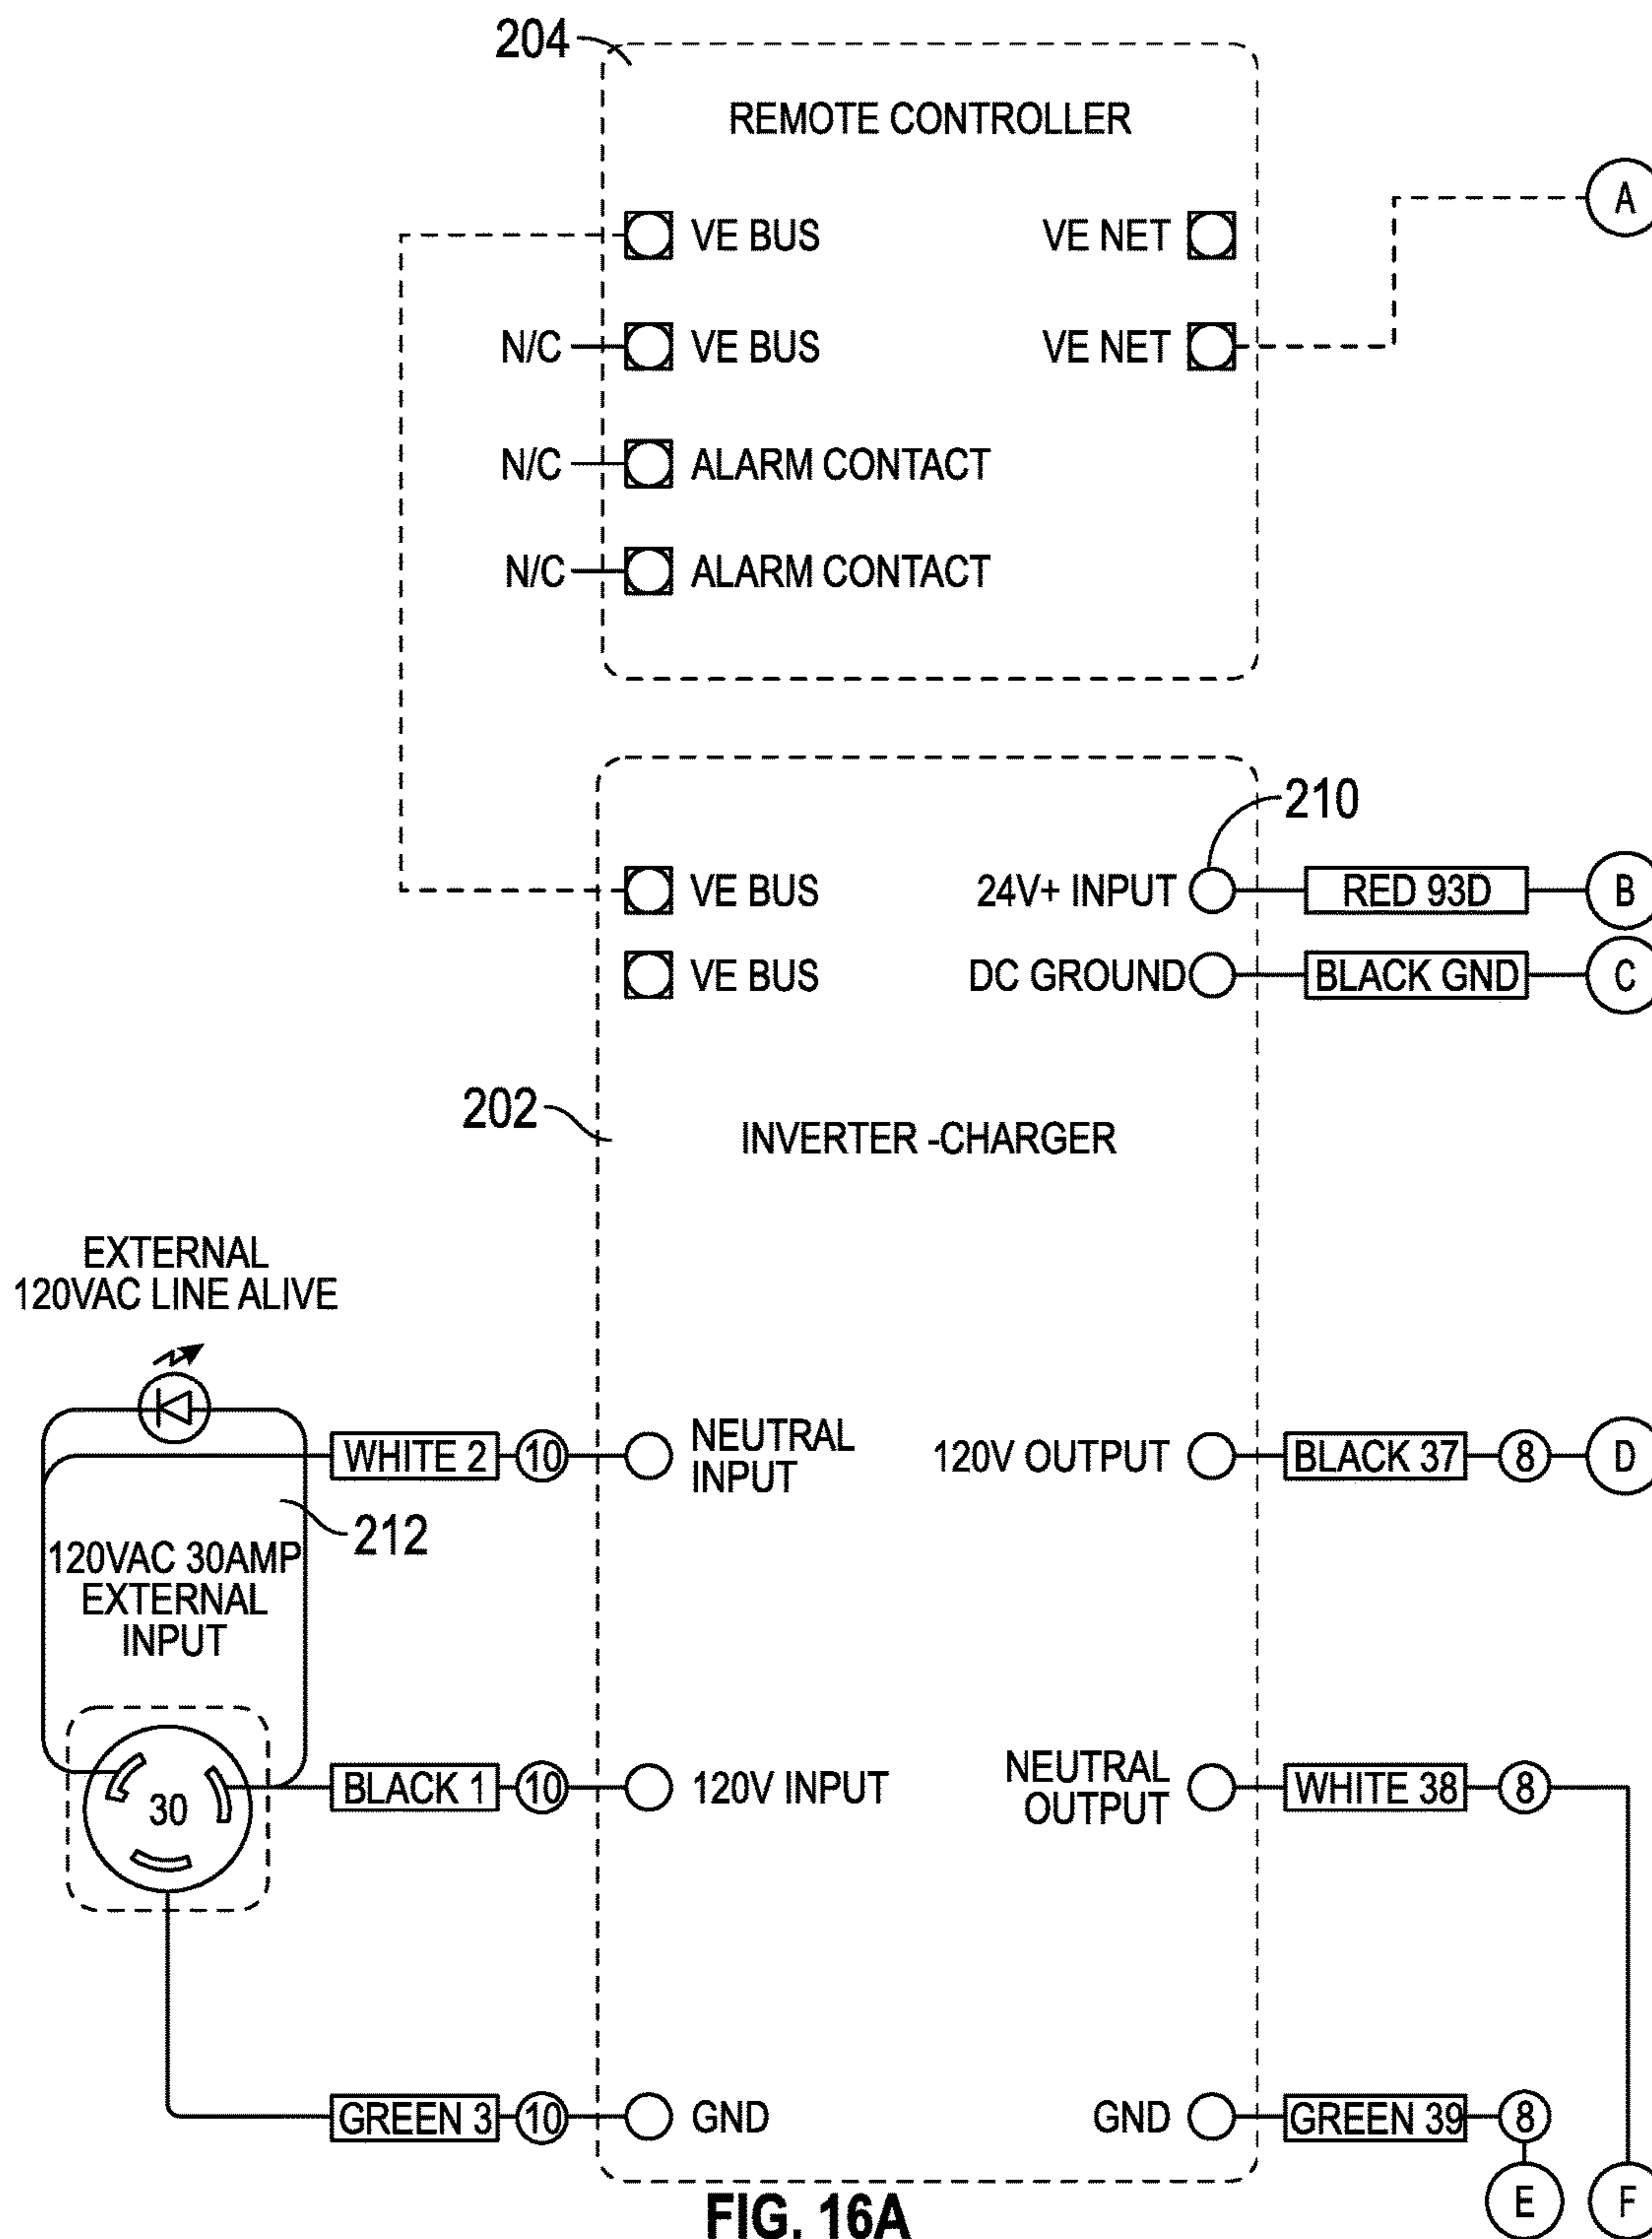 204
REMOTE CONTROLLER
A
VE BUS
VE NET
N/C
VE BUS
VE NET
N/C
ALARM CONTACT
N/C
ALARM CONTACT
210
VE BUS
24V+ INPUT
RED 93D
B
VE BUS
DC GROUND
BLACK GND
C
202
INVERTER -CHARGER
EXTERNAL
120VAC LINE ALIVE
WHITE 2
10
NEUTRAL
INPUT
120V OUTPUT
BLACK 37
8
D
212
120VAC 30AMP
EXTERNAL
INPUT
30
BLACK 1
10
120V INPUT
NEUTRAL
OUTPUT
WHITE 38
8
GREEN 3
10
GND
GND
GREEN 39
8
E
F
FIG. 16A